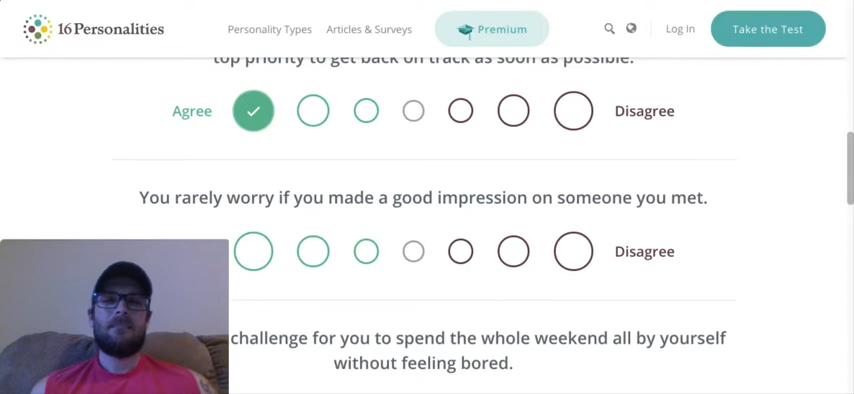 16Personalities
Personality Types Articles & Surveys Premium Log In Take the Test
top priority to get back on track as soon as possible.
Agree Disagree
You rarely worry if you made a good impression on someone you met.
Disagree
challenge for you to spend the whole weekend all by yourself
without feeling bored.